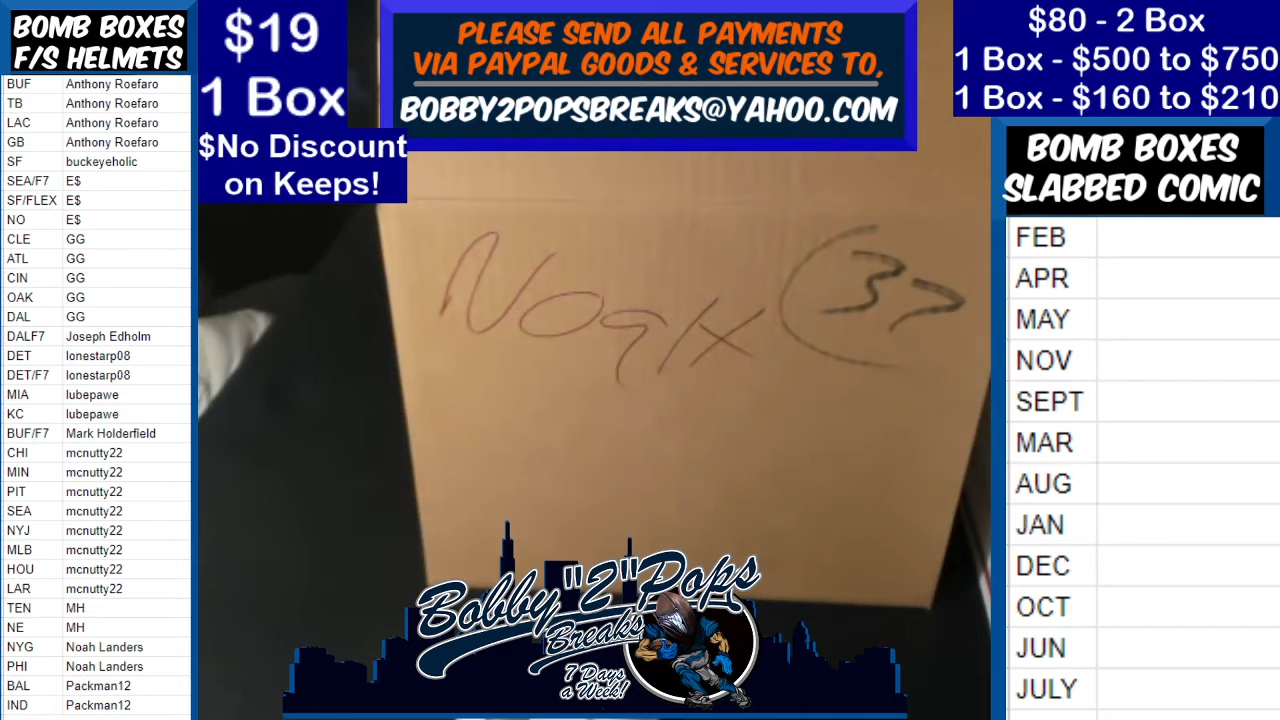 BOMB BOXES
F/S HELMETS
BUF Anthony Roefaro
TB Anthony Roefaro
LAC Anthony Roefaro
GB Anthony Roefaro
SF buckeyeholic
SEA/F7 E$
SF/FLEX E$
NO E$
CLE GG
ATL GG
CIN GG
OAK GG
DAL GG
DALF7 Joseph Edholm
DET lonestarp08
DET/F7 lonestarp08
MIA lubepawe
KC lubepawe
BUF/F7 Mark Holderfield
CHI mcnutty22
MIN mcnutty22
PIT mcnutty22
SEA mcnutty22
NYJ mcnutty22
MLB mcnutty22
HOU mcnutty22
LAR mcnutty22
TEN MH
NE MH
NYG Noah Landers
PHI Noah Landers
BAL Packman12
IND Packman12
$19
1 Box
$No Discount
on Keeps!
PLEASE SEND ALL PAYMENTS
VIA PAYPAL GOODS & SERVICES TO,
BOBBY2POPSBREAKS@YAHOO.COM
37
Bobby "2" Pops
Breaks
7 Days
a Week!
$80 - 2 Box
1 Box - $500 to $750
1 Box - $160 to $210
BOMB BOXES
SLABBED COMIC
FEB
APR
MAY
NOV
SEPT
MAR
AUG
JAN
DEC
OCT
JUN
JULY